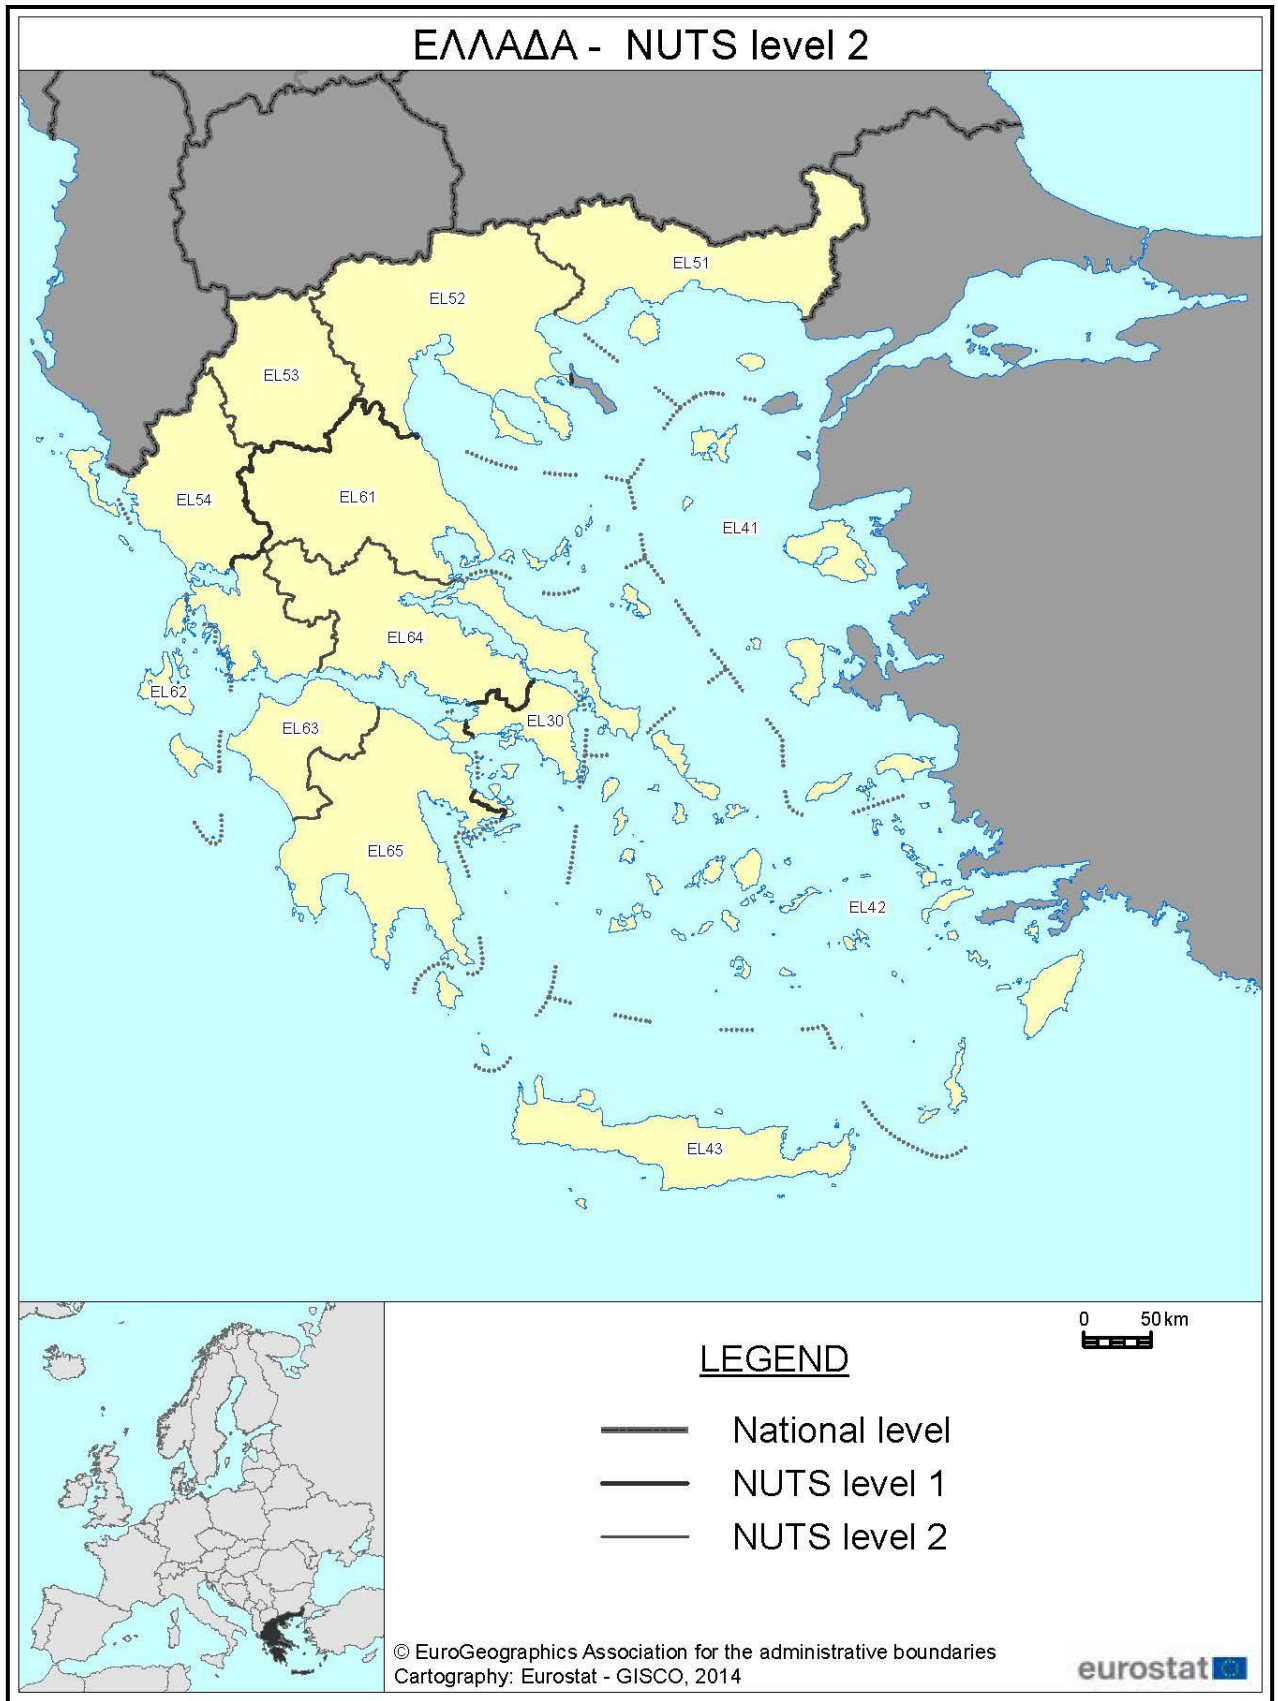 ΕΛΛΑΔΑ - NUTS level 2
EL51
EL52
EL53
EL54
EL61
EL41
EL64
EL62
EL63
EL30
EL65
EL42
EL43
0 50 km
LEGEND
National level
NUTS level 1
NUTS level 2
© EuroGeographics Association for the administrative boundaries
Cartography: Eurostat - GISCO, 2014
eurostat